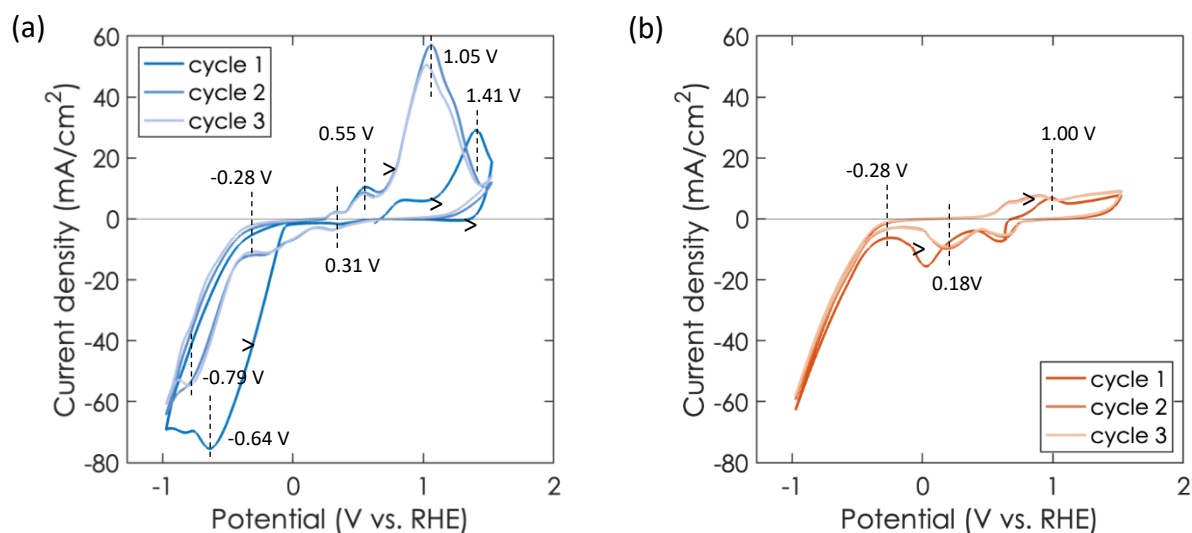 (a)
60
40
20
0
-20
-40
-60
-80
-1
0
1
2
Current density (mA/cm²)
Potential (V vs. RHE)
cycle 1
cycle 2
cycle 3
1.05 V
1.41 V
0.55 V
-0.28 V
0.31 V
-0.79 V
-0.64 V
>
>
>
>
(b)
60
40
20
0
-20
-40
-60
-80
-1
0
1
2
Current density (mA/cm²)
Potential (V vs. RHE)
1.00 V
-0.28 V
0.18V
>
>
cycle 1
cycle 2
cycle 3